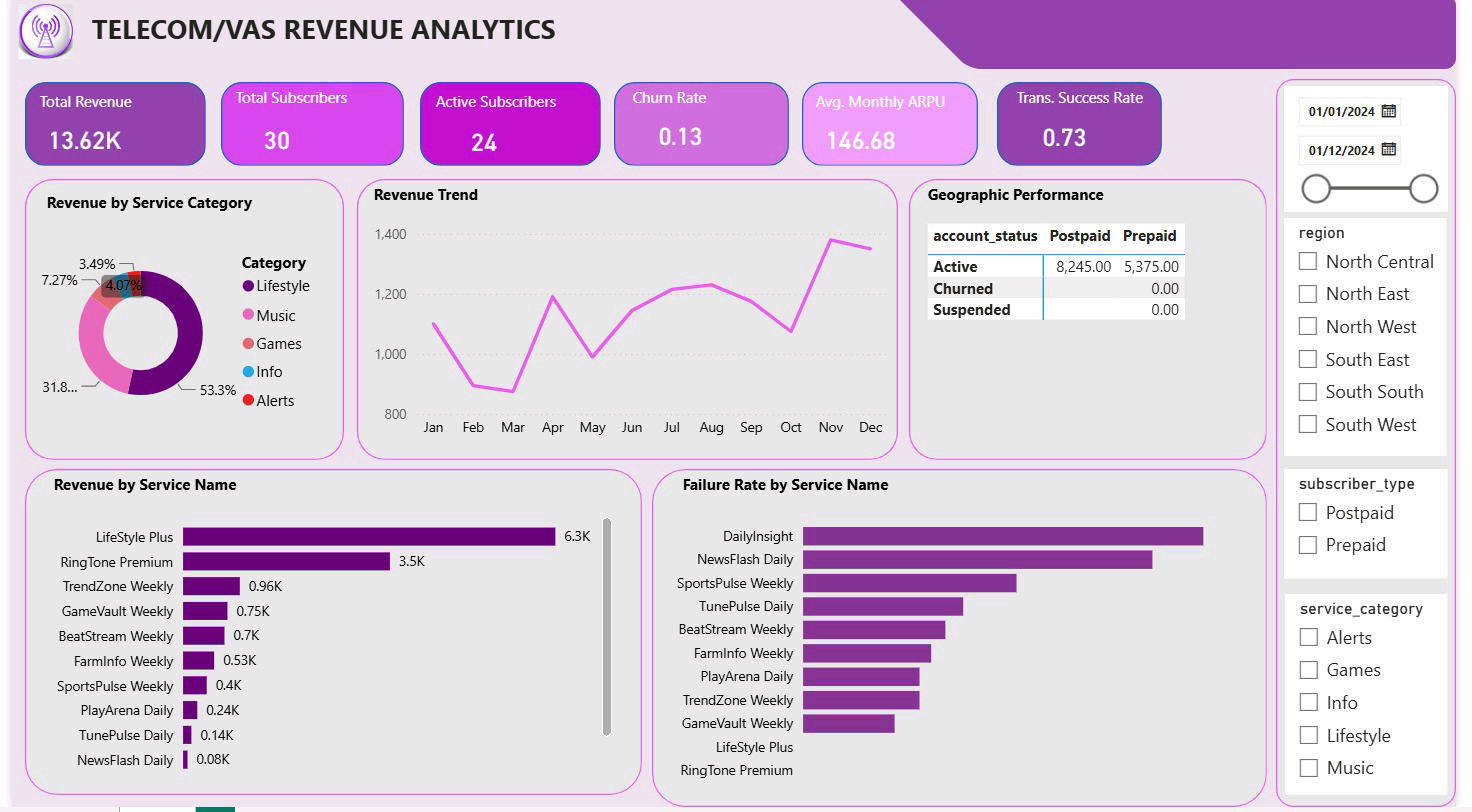 TELECOM/VAS REVENUE ANALYTICS
Total Revenue
13.62K
Total Subscribers
30
Active Subscribers
24
Churn Rate
0.13
Avg. Monthly ARPU
146.68
Trans. Success Rate
0.73
01/01/2024
01/12/2024
Revenue by Service Category
3.49%
7.27%
4.07%
31.8...
53.3%
Category
Lifestyle
Music
Games
Info
Alerts
Revenue Trend
1,400
1,200
1,000
800
Jan Feb Mar Apr May Jun Jul Aug Sep Oct Nov Dec
Geographic Performance
account_status Postpaid Prepaid
Active 8,245.00 5,375.00
Churned 0.00
Suspended 0.00
region
North Central
North East
North West
South East
South South
South West
Revenue by Service Name
LifeStyle Plus 6.3K
RingTone Premium 3.5K
TrendZone Weekly 0.96K
GameVault Weekly 0.75K
BeatStream Weekly 0.7K
FarmInfo Weekly 0.53K
SportsPulse Weekly 0.4K
PlayArena Daily 0.24K
TunePulse Daily 0.14K
NewsFlash Daily 0.08K
Failure Rate by Service Name
DailyInsight
NewsFlash Daily
SportsPulse Weekly
TunePulse Daily
BeatStream Weekly
FarmInfo Weekly
PlayArena Daily
TrendZone Weekly
GameVault Weekly
LifeStyle Plus
RingTone Premium
subscriber_type
Postpaid
Prepaid
service_category
Alerts
Games
Info
Lifestyle
Music